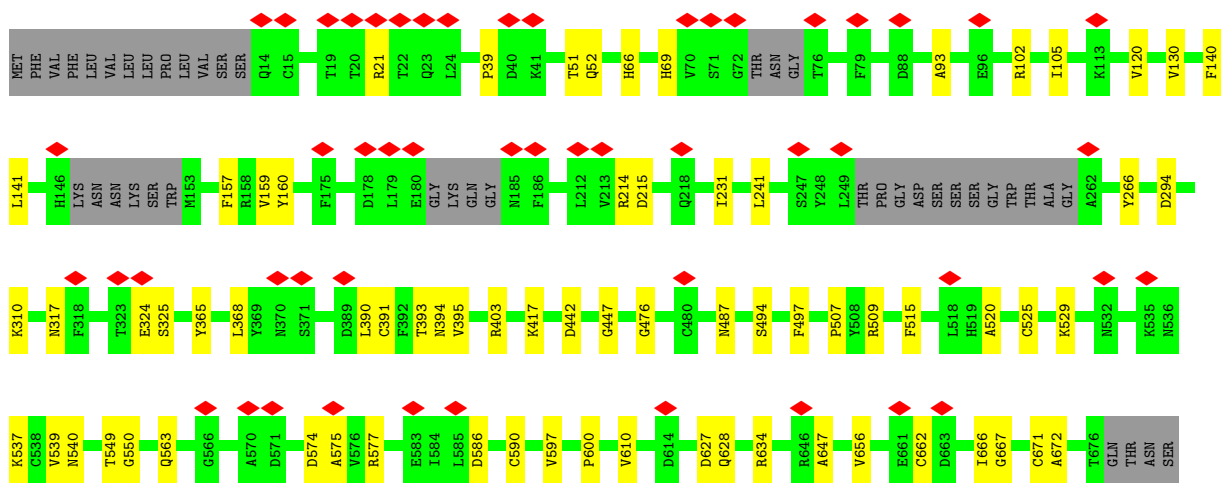 MET PHE VAL PHE LEU VAL LEU LEU PRO LEU VAL SER SER Q14 C15 T19 T20 R21 T22 Q23 L24 P39 D40 K41 T51 Q52 H66 H69 V70 S71 G72 THR ASN GLY T76 F79 D88 A93 E96 R102 I105 K113 V120 V130 F140
L141 H146 LYS ASN ASN LYS SER TRP M153 F157 R158 V159 Y160 F175 D178 L179 E180 GLY LYS GLN GLY N185 F186 L212 V213 R214 D215 Q218 I231 L241 S247 Y248 L249 THR PRO GLY ASP SER SER SER GLY TRP THR ALA GLY A262 Y266 D294
K310 N317 F318 T323 E324 S325 Y365 L368 Y369 N370 S371 D389 L390 C391 F392 T393 N394 V395 R403 K417 D442 G447 G476 C480 N487 S494 F497 P507 Y508 R509 F515 L518 H519 A520 C525 K529 N532 K535 N536
K537 C538 V539 N540 T549 G550 Q563 G566 A570 D571 D574 A575 V576 R577 E583 I584 L585 D586 C590 V597 P600 V610 D614 D627 Q628 R634 R646 A647 V656 E661 C662 D663 I666 G667 C671 A672 T676 GLN THR ASN SER